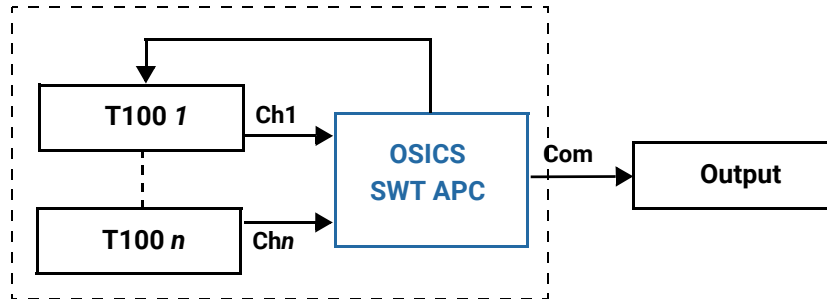 T100 1
Ch1
OSICS
SWT APC
Com
Output
T100 n
Chn